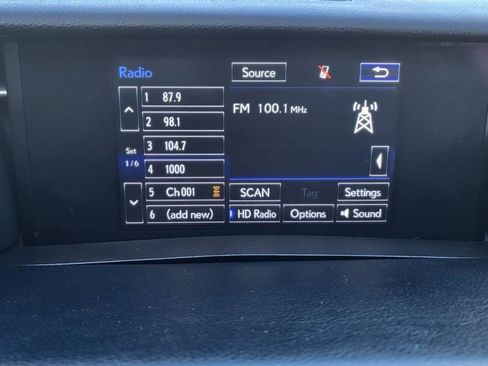 Radio
Source
1 87.9
FM 100.1 MHz
2 98.1
Set
1/6
3 104.7
4 1000
5 Ch 001
SCAN
Tag
Settings
6 (add new)
HD Radio
Options
Sound